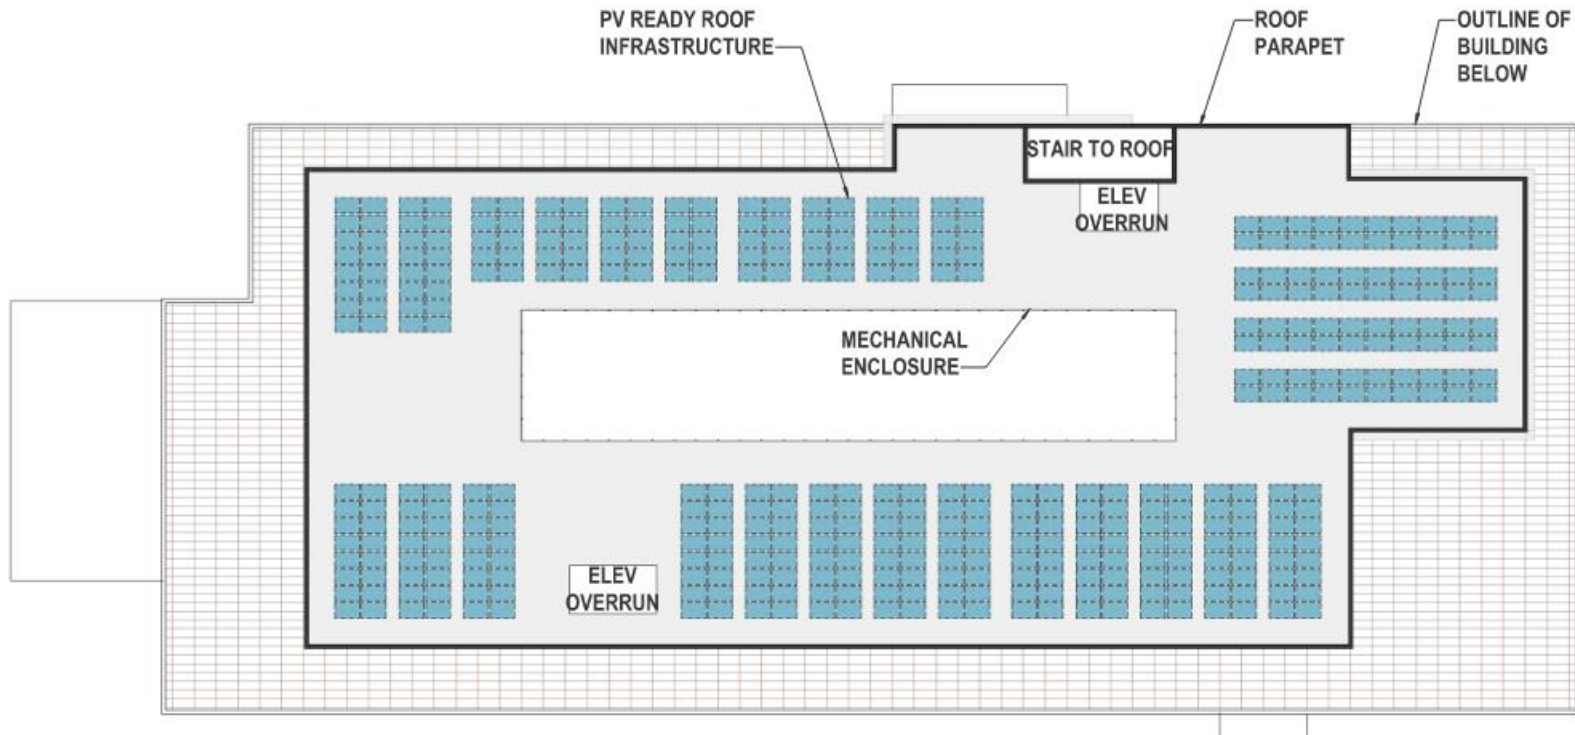 PV READY ROOF
INFRASTRUCTURE
ROOF
PARAPET
OUTLINE OF
BUILDING
BELOW
STAIR TO ROOF
ELEV
OVERRUN
MECHANICAL
ENCLOSURE
ELEV
OVERRUN